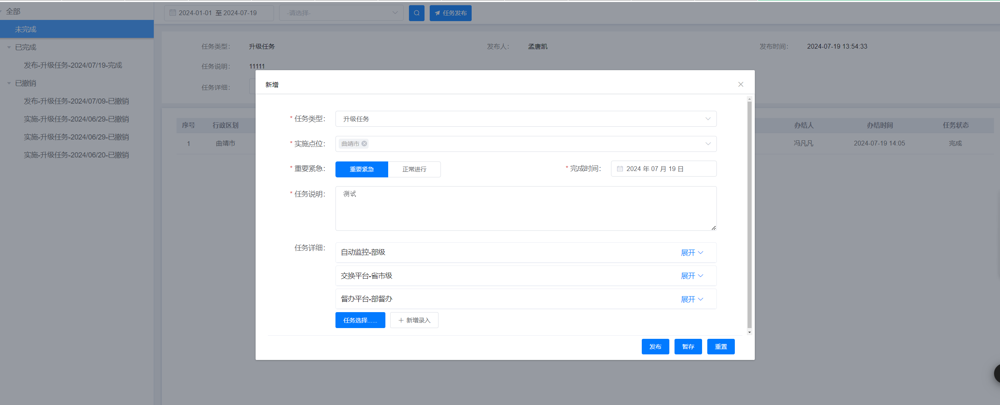 全部
未完成
已完成
发布-升级任务-2024/07/19-完成
已撤销
发布-升级任务-2024/07/09-已撤销
实施-升级任务-2024/06/29-已撤销
实施-升级任务-2024/06/29-已撤销
实施-升级任务-2024/06/20-已撤销
2024-01-01 至 2024-07-19 -请选择- 任务发布
任务类型： 升级任务 发布人： 孟唐凯 发布时间： 2024-07-19 13:54:33
任务说明： 11111
任务详细：
序号 行政区划 办结人 办结时间 任务状态
1 曲靖市 冯凡凡 2024-07-19 14:05 完成
新增
* 任务类型： 升级任务
* 实施点位： 曲靖市
* 重要紧急： 重要紧急 正常进行 * 完成时间： 2024 年 07 月 19 日
* 任务说明： 测试
任务详细： 自动监控-部级 展开
交换平台-省市级 展开
督办平台-部督办 展开
任务选择...... 新增录入
发布 暂存 重置